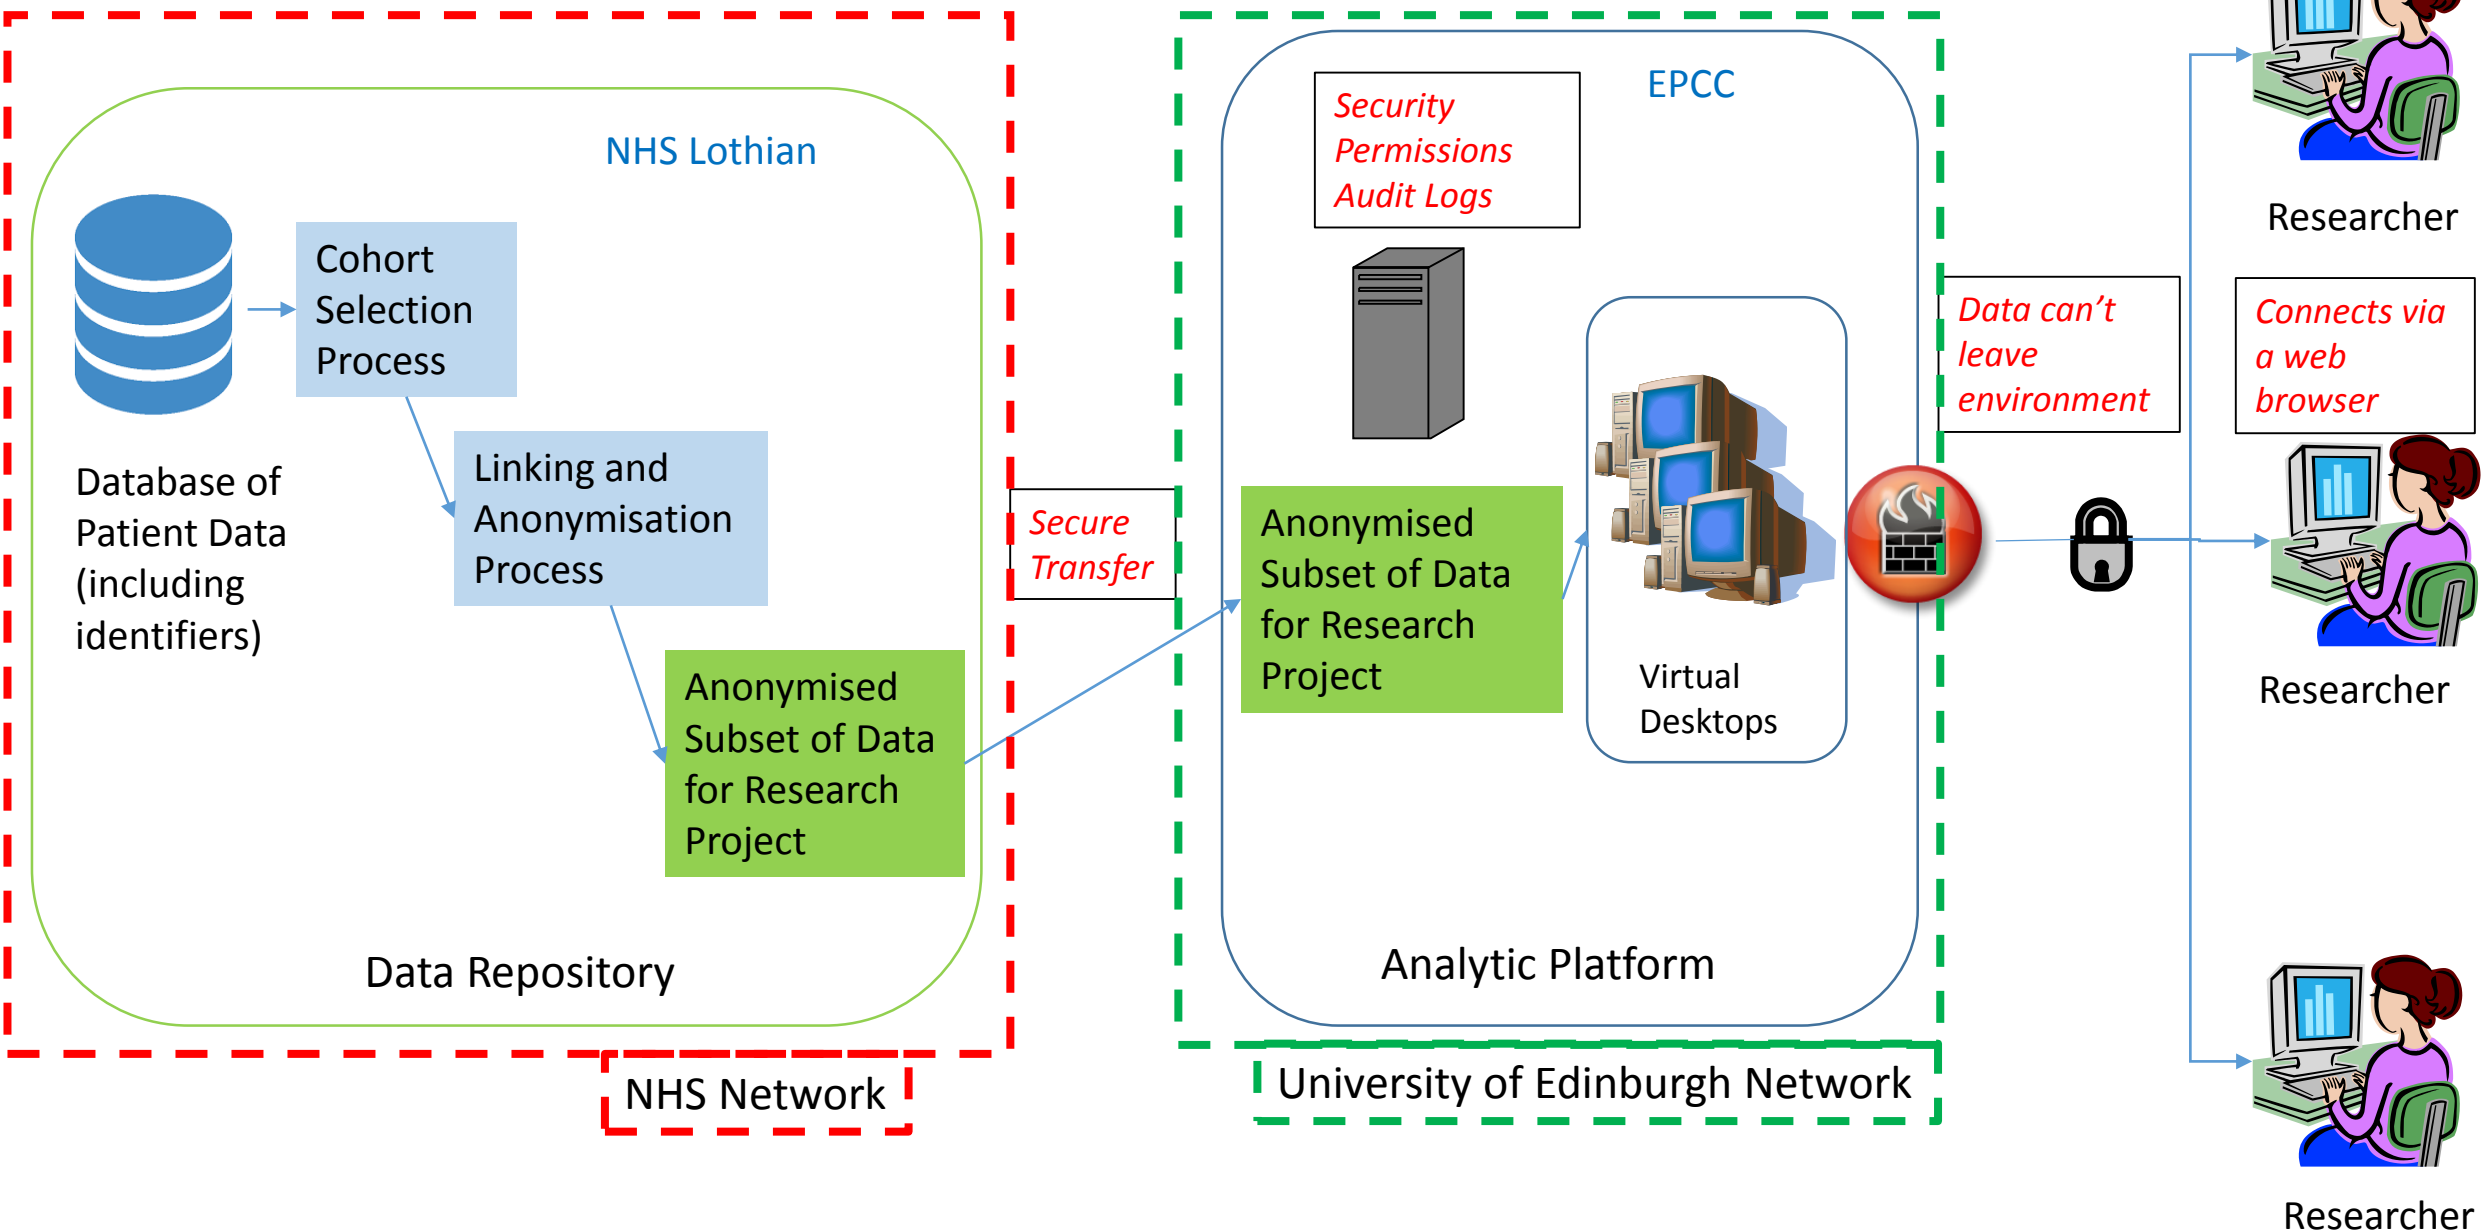 NHS Lothian
Cohort
Selection
Process
Database of
Patient Data
(including
identifiers)
Linking and
Anonymisation
Process
Anonymised
Subset of Data
for Research
Project
Data Repository
NHS Network
Secure
Transfer
EPCC
Security
Permissions
Audit Logs
Anonymised
Subset of Data
for Research
Project
Virtual
Desktops
Analytic Platform
University of Edinburgh Network
Data can’t
leave
environment
Researcher
Connects via
a web
browser
Researcher
Researcher